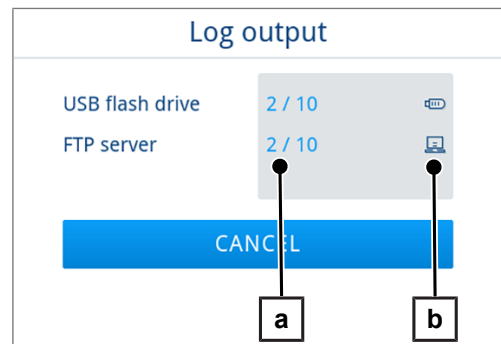 Log output
USB flash drive 2 / 10
FTP server 2 / 10
CANCEL
a b